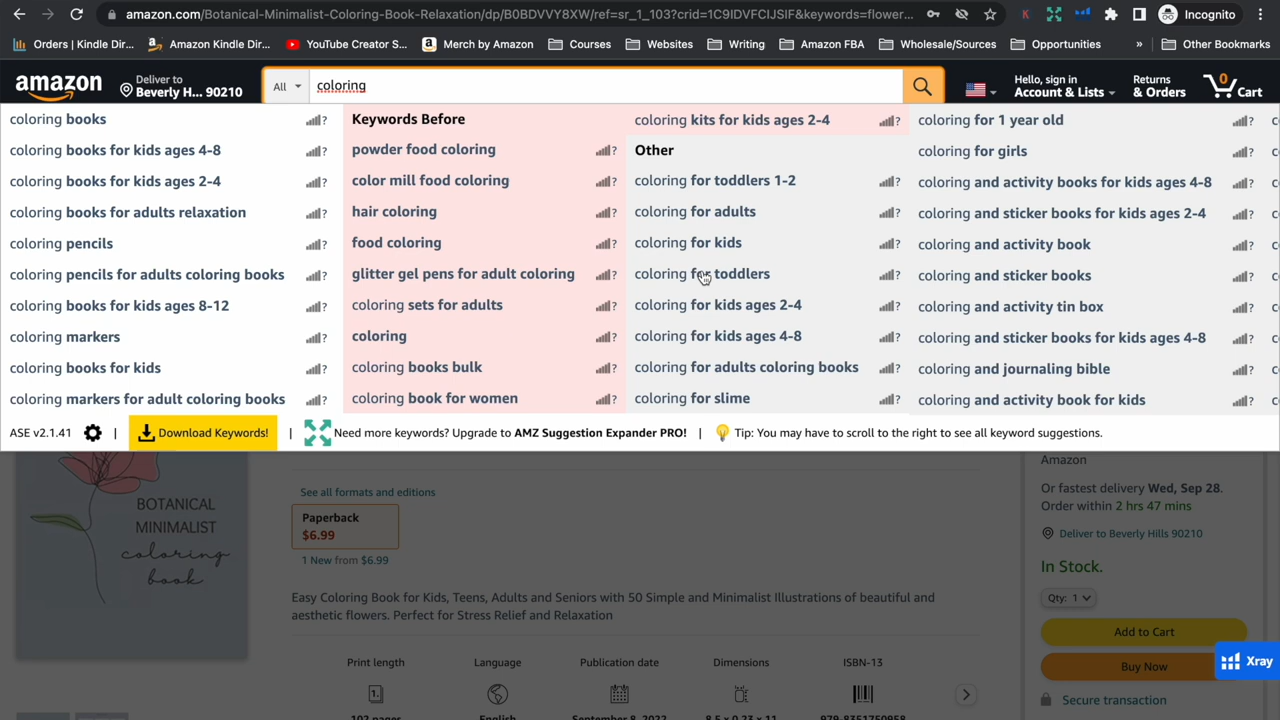 amazon.com/Botanical-Minimalist-Coloring-Book-Relaxation/dp/B0BDVVY8XW/ref=sr_1_103?crid=1C9IDVFCIJSIF&keywords=flower...
Incognito
Orders | Kindle Dir...
Amazon Kindle Dir...
YouTube Creator S...
Merch by Amazon
Courses
Websites
Writing
Amazon FBA
Wholesale/Sources
Opportunities
»
Other Bookmarks
amazon
Deliver to
Beverly H... 90210
All
coloring
Hello, sign in
Account & Lists
Returns
& Orders
0
Cart
coloring books
coloring books for kids ages 4-8
coloring books for kids ages 2-4
coloring books for adults relaxation
coloring pencils
coloring pencils for adults coloring books
coloring books for kids ages 8-12
coloring markers
coloring books for kids
coloring markers for adult coloring books
Keywords Before
powder food coloring
color mill food coloring
hair coloring
food coloring
glitter gel pens for adult coloring
coloring sets for adults
coloring
coloring books bulk
coloring book for women
coloring kits for kids ages 2-4
Other
coloring for toddlers 1-2
coloring for adults
coloring for kids
coloring for toddlers
coloring for kids ages 2-4
coloring for kids ages 4-8
coloring for adults coloring books
coloring for slime
coloring for 1 year old
coloring for girls
coloring and activity books for kids ages 4-8
coloring and sticker books for kids ages 2-4
coloring and activity book
coloring and sticker books
coloring and activity tin box
coloring and sticker books for kids ages 4-8
coloring and journaling bible
coloring and activity book for kids
ASE v2.1.41 | Download Keywords! | Need more keywords? Upgrade to AMZ Suggestion Expander PRO! | Tip: You may have to scroll to the right to see all keyword suggestions.
BOTANICAL
MINIMALIST
coloring
book
See all formats and editions
Paperback
$6.99
1 New from $6.99
Easy Coloring Book for Kids, Teens, Adults and Seniors with 50 Simple and Minimalist Illustrations of beautiful and
aesthetic flowers. Perfect for Stress Relief and Relaxation
Print length
Language
Publication date
Dimensions
ISBN-13
102 pages
English
September 8, 2022
8.5 x 0.23 x 11
979-8351750958
Amazon
Or fastest delivery Wed, Sep 28.
Order within 2 hrs 47 mins
Deliver to Beverly Hills 90210
In Stock.
Qty: 1
Add to Cart
Buy Now
Xray
Secure transaction